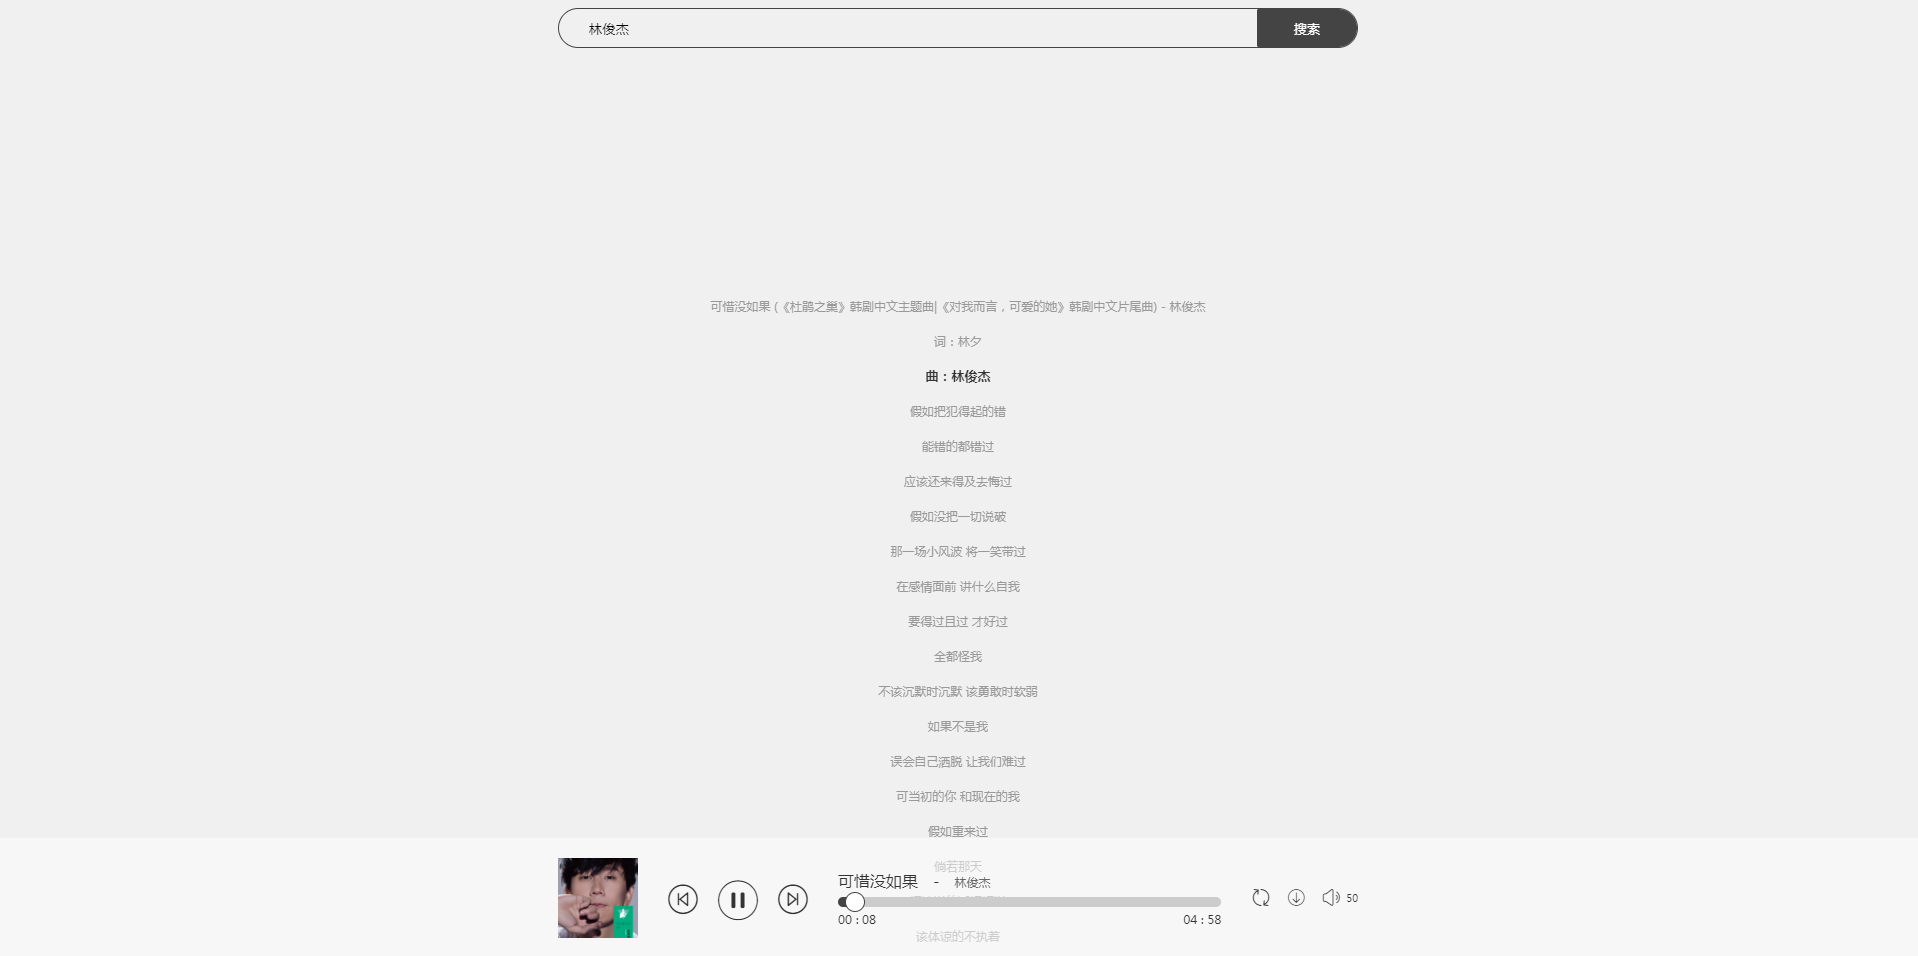 林俊杰
搜索
可惜没如果 (《杜鹃之巢》韩剧中文主题曲|《对我而言，可爱的她》韩剧中文片尾曲) - 林俊杰
词：林夕
曲：林俊杰
假如把犯得起的错
能错的都错过
应该还来得及去悔过
假如没把一切说破
那一场小风波 将一笑带过
在感情面前 讲什么自我
要得过且过 才好过
全都怪我
不该沉默时沉默 该勇敢时软弱
如果不是我
误会自己洒脱 让我们难过
可当初的你 和现在的我
假如重来过
倘若那天
可惜没如果 - 林俊杰
00 : 08
04 : 58
50
该体谅的不执着